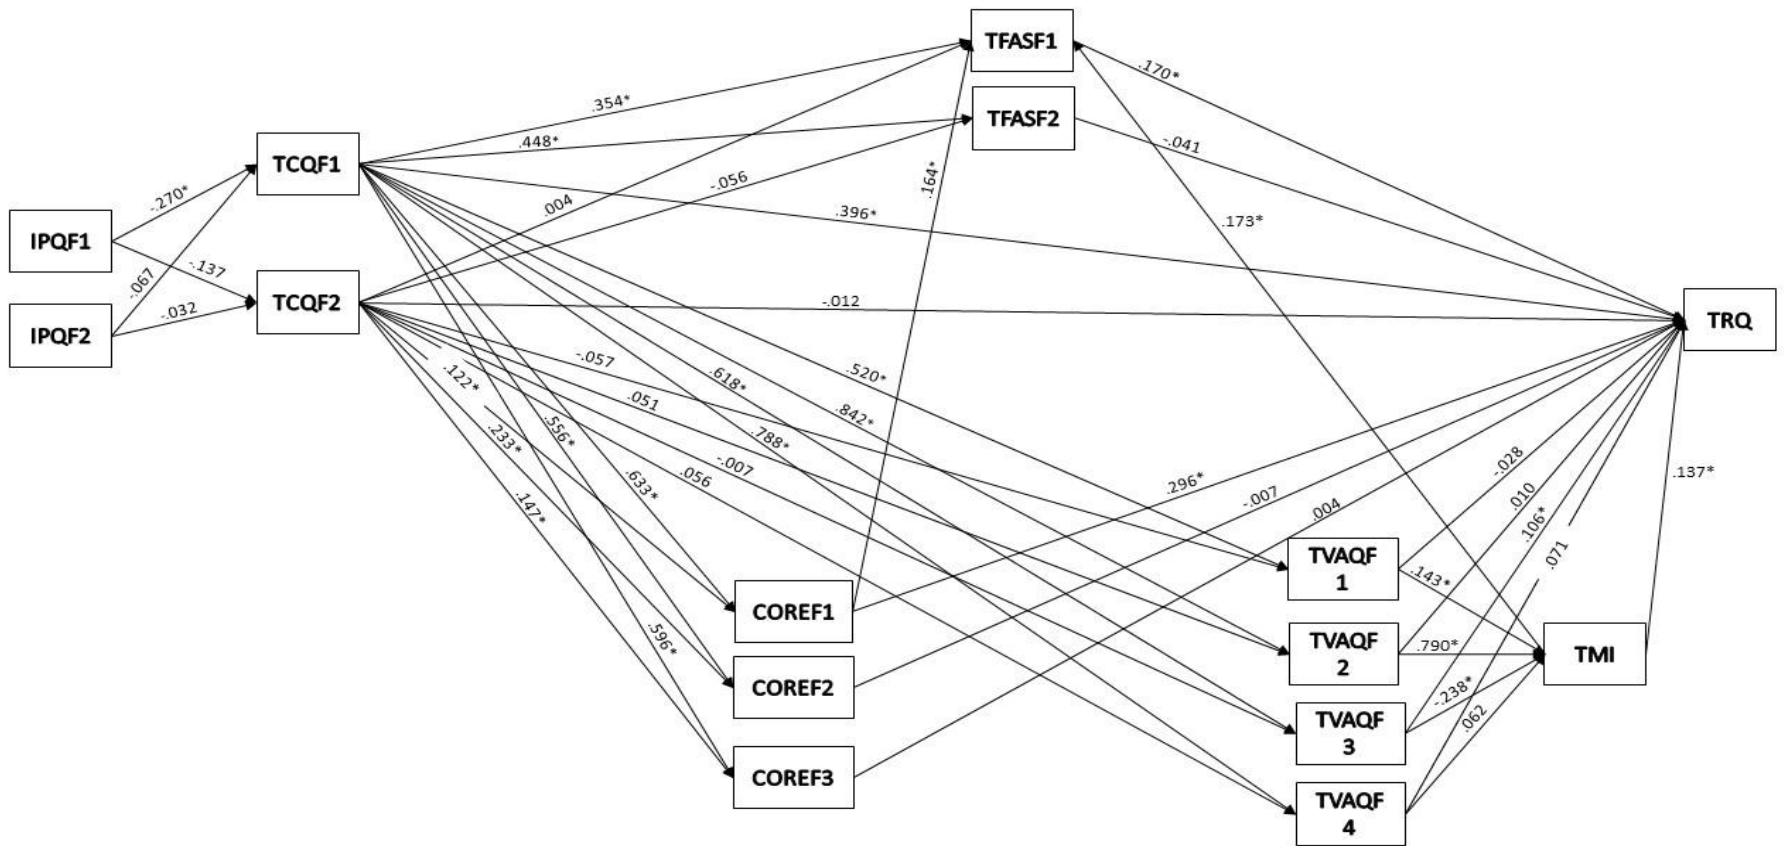 TFASF1
.170*
.354*
TFASF2
.448*
-.041
TCQF1
.164*
-.056
-.270*
.004
.396*
.173*
IPQF1
-.137
-.067
TCQF2
-.012
-.032
IPQF2
TRQ
-.057
.122*
.618*
.520*
.051
.842*
.233*
.556*
.788*
-.007
.056
.633*
.296*
-.028
.137*
.147*
-.007
.010
.004
.106*
.071
TVAQF
1
.143*
COREF1
.596*
TVAQF
2
.790*
TMI
COREF2
-.238*
.062
TVAQF
3
COREF3
TVAQF
4